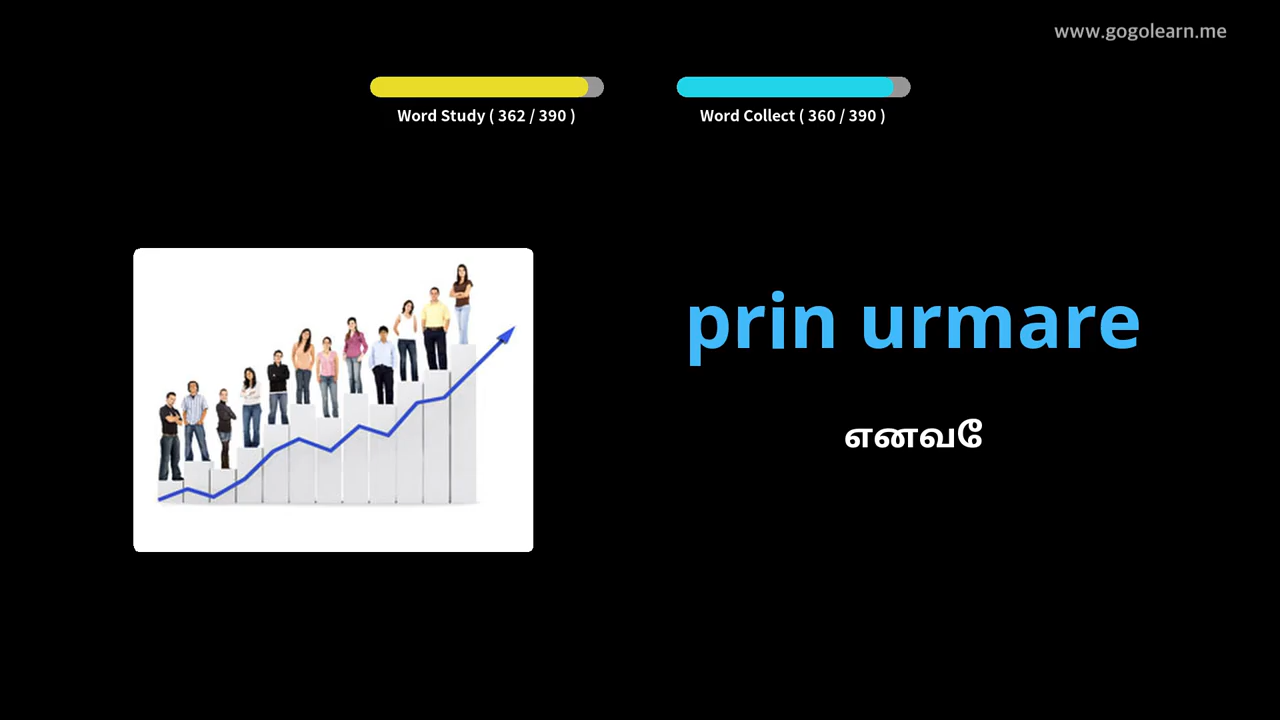 www.gogolearn.me
Word Study ( 362 / 390 )
Word Collect ( 360 / 390 )
prin urmare
எனவே